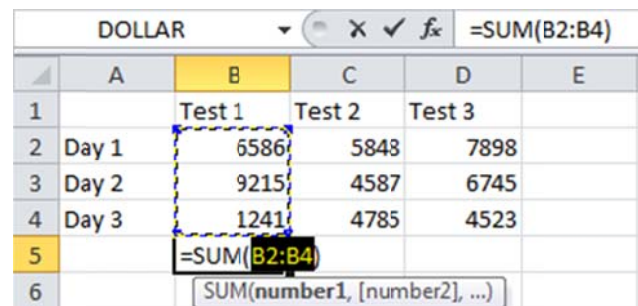 DOLLAR fx =SUM(B2:B4)
A B C D E
1 Test 1 Test 2 Test 3
2 Day 1 6586 5848 7898
3 Day 2 9215 4587 6745
4 Day 3 1241 4785 4523
5 =SUM(B2:B4)
6 SUM(number1, [number2], ...)